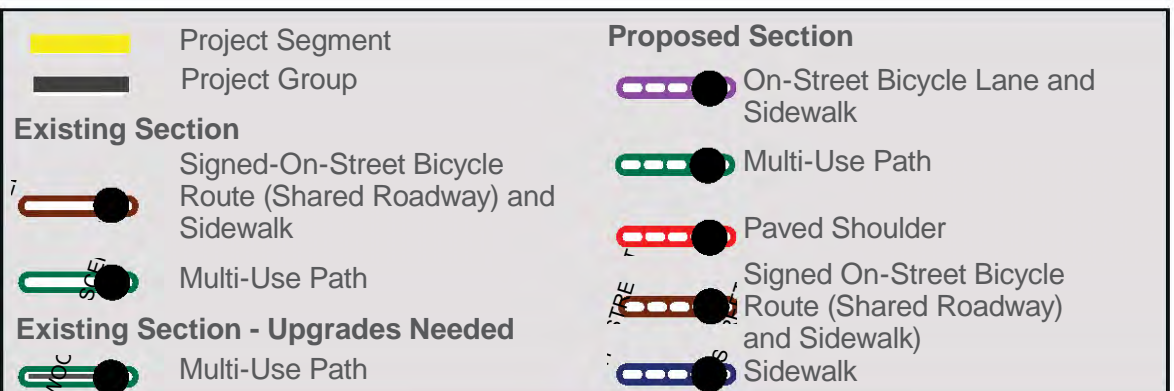 Project Segment
Project Group
Existing Section
Signed-On-Street Bicycle
Route (Shared Roadway) and
Sidewalk
Multi-Use Path
Existing Section - Upgrades Needed
Multi-Use Path
Proposed Section
On-Street Bicycle Lane and
Sidewalk
Multi-Use Path
Paved Shoulder
Signed On-Street Bicycle
Route (Shared Roadway)
and Sidewalk)
Sidewalk